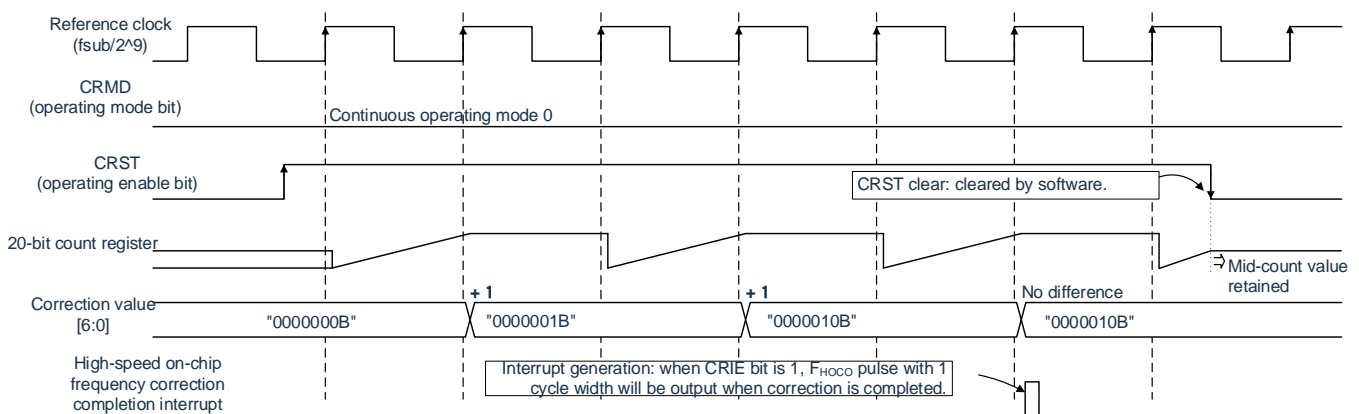 Reference clock
(fsub/2^9)
CRMD
(operating mode bit)
Continuous operating mode 0
CRST
(operating enable bit)
CRST clear: cleared by software.
20-bit count register
Mid-count value
retained
Correction value
[6:0]
+ 1
+ 1
No difference
"0000000B"
"0000001B"
"0000010B"
"0000010B"
High-speed on-chip
frequency correction
completion interrupt
Interrupt generation: when CRIE bit is 1, FHOCO pulse with 1
cycle width will be output when correction is completed.